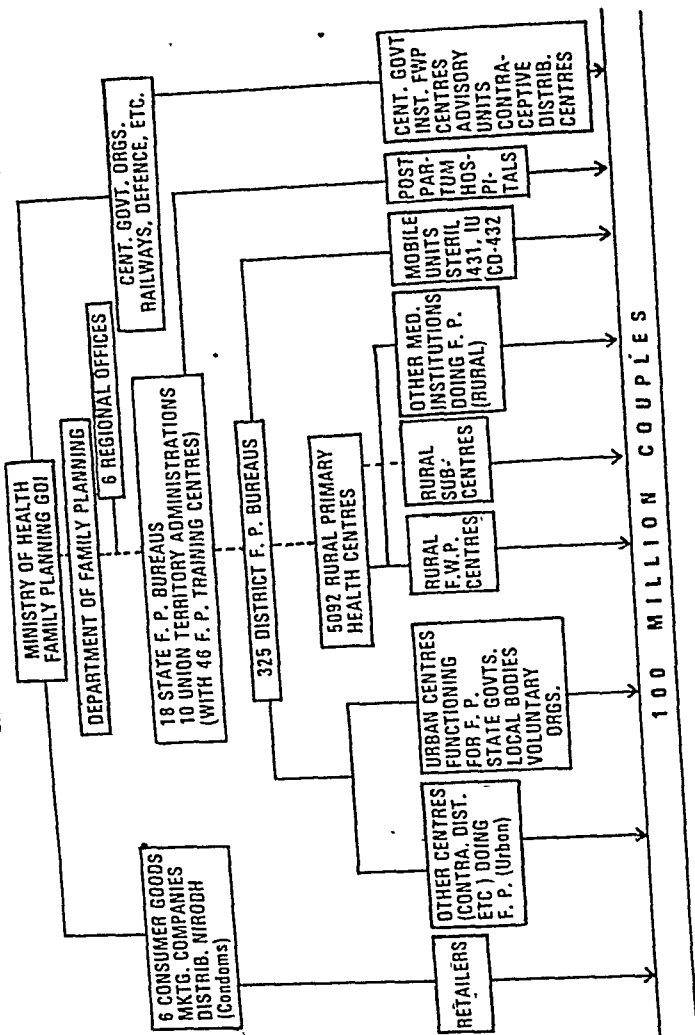 MINISTRY OF HEALTH
FAMILY PLANNING GOI
DEPARTMENT OF FAMILY PLANNING
6 REGIONAL OFFICES
CENT. GOVT. ORGS.
RAILWAYS, DEFENCE, ETC.
6 CONSUMER GOODS
MKTG. COMPANIES
DISTRIB. NIRODH
(Condoms)
18 STATE F. P. BUREAUS
10 UNION TERRITORY ADMINISTRATIONS
(WITH 46 F. P. TRAINING CENTRES)
325 DISTRICT F. P. BUREAUS
5092 RURAL PRIMARY
HEALTH CENTRES
RETAILERS
OTHER CENTRES
(CONTRA. DIST.
ETC ) DOING
F. P. (Urban)
URBAN CENTRES
FUNCTIONING
FOR F. P.
STATE GOVTS.
LOCAL BODIES
VOLUNTARY
ORGS.
RURAL
F.W.P.
CENTRES
RURAL
SUB-
CENTRES
OTHER MED.
INSTITUTIONS
DOING F. P.
(RURAL)
MOBILE
UNITS
STERIL
(431, IU
(CD-432
POST
PAR-
TUM
HOS-
PI-
TALS
CENT. GOVT
INST. FWP
CENTRES
ADVISORY
UNITS
CONTRA-
CEPTIVE
DISTRIB.
CENTRES
100 MILLION COUPLES